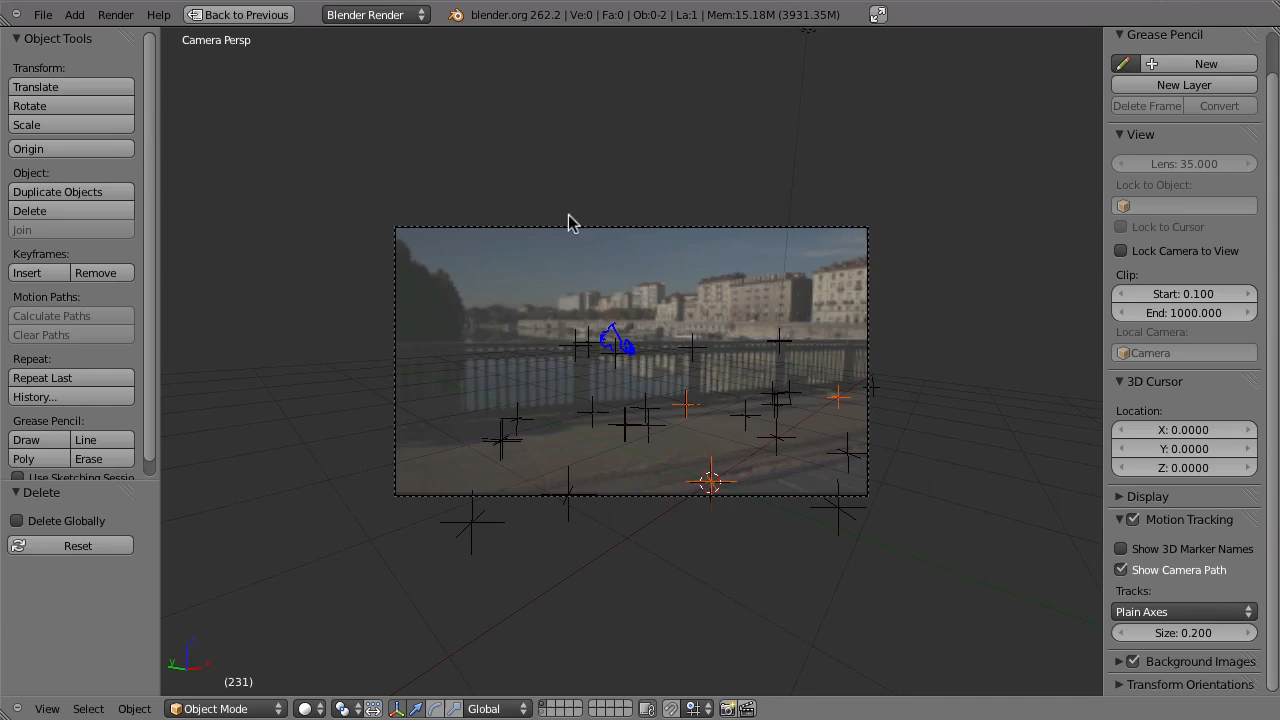 File Add Render Help Back to Previous Blender Render blender.org 262.2 | Ve:0 | Fa:0 | Ob:0-2 | La:1 | Mem:15.18M (3931.35M)
Object Tools
Transform:
Translate
Rotate
Scale
Origin
Object:
Duplicate Objects
Delete
Join
Keyframes:
Insert Remove
Motion Paths:
Calculate Paths
Clear Paths
Repeat:
Repeat Last
History...
Grease Pencil:
Draw Line
Poly Erase
Use Sketching Sessio
Delete
Delete Globally
Reset
Camera Persp
y x
(231)
Grease Pencil
New
New Layer
Delete Frame Convert
View
Lens: 35.000
Lock to Object:
Lock to Cursor
Lock Camera to View
Clip:
Start: 0.100
End: 1000.000
Local Camera:
Camera
3D Cursor
Location:
X: 0.0000
Y: 0.0000
Z: 0.0000
Display
Motion Tracking
Show 3D Marker Names
Show Camera Path
Tracks:
Plain Axes
Size: 0.200
Background Images
Transform Orientations
View Select Object Object Mode Global